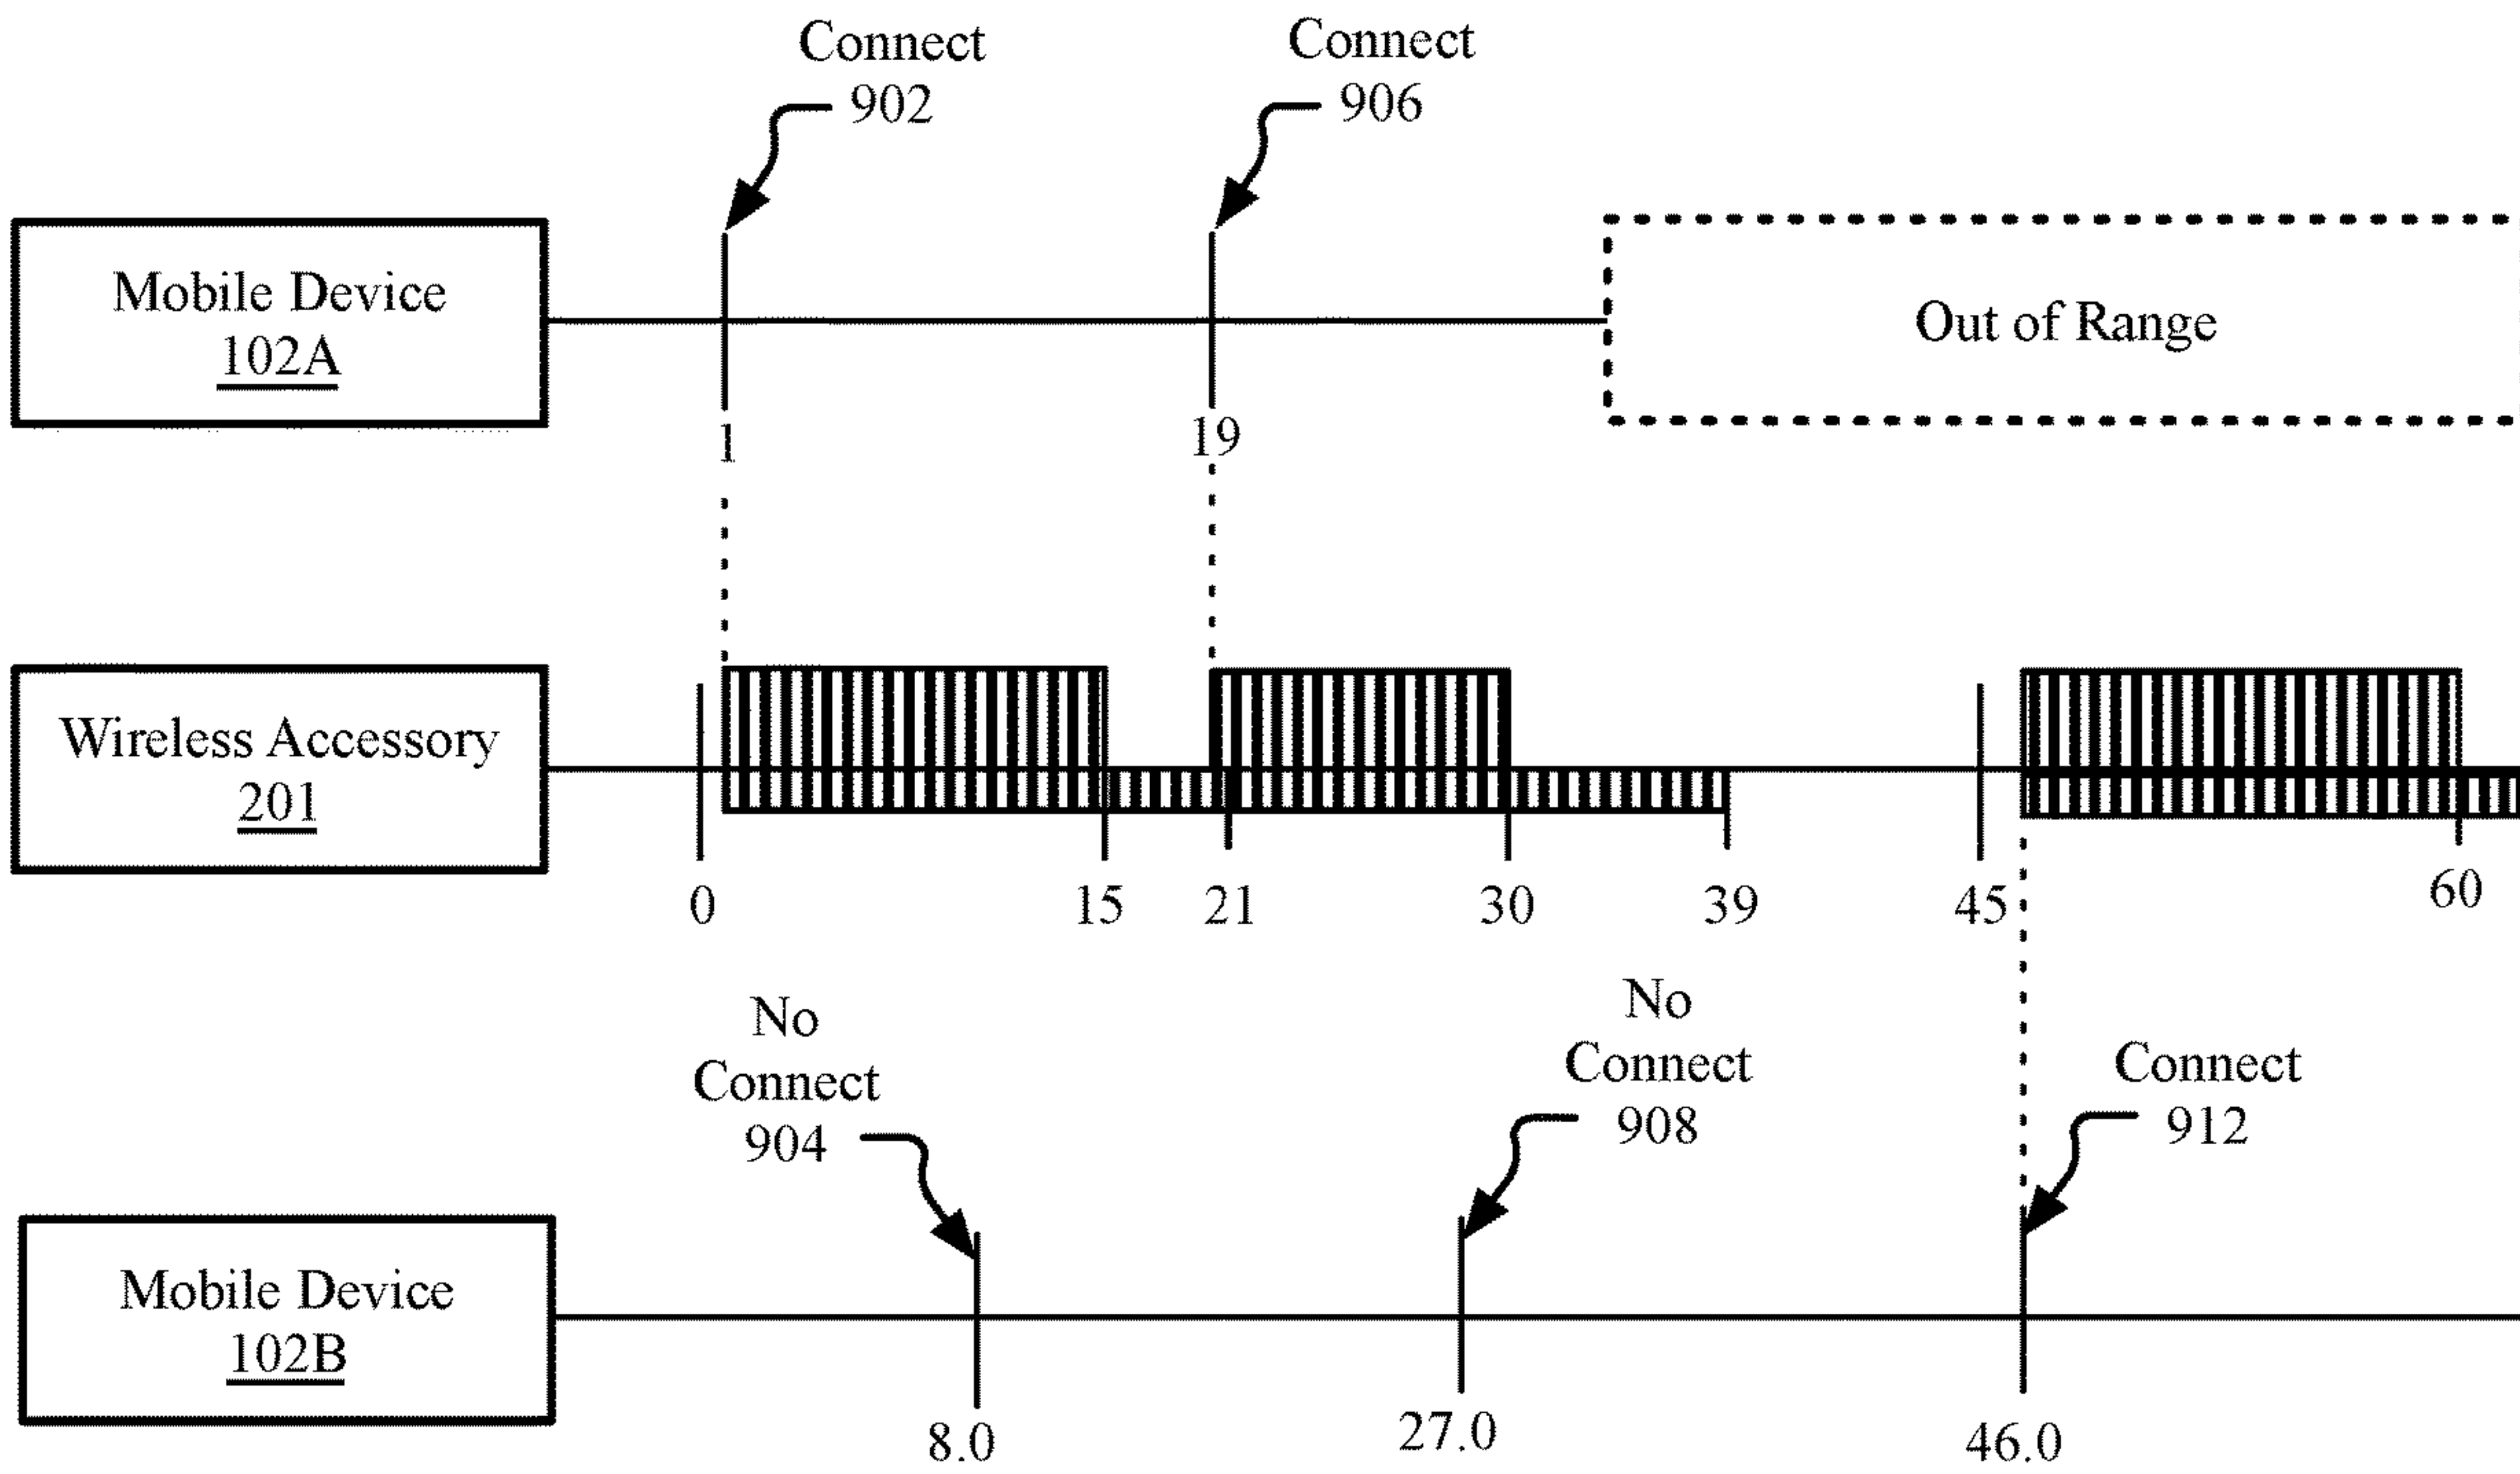 Connect
902
Connect
906
Mobile Device
102A
Out of Range
1
19
Wireless Accessory
201
0
15
21
30
39
45
60
No
Connect
904
No
Connect
908
Connect
912
Mobile Device
102B
8.0
27.0
46.0